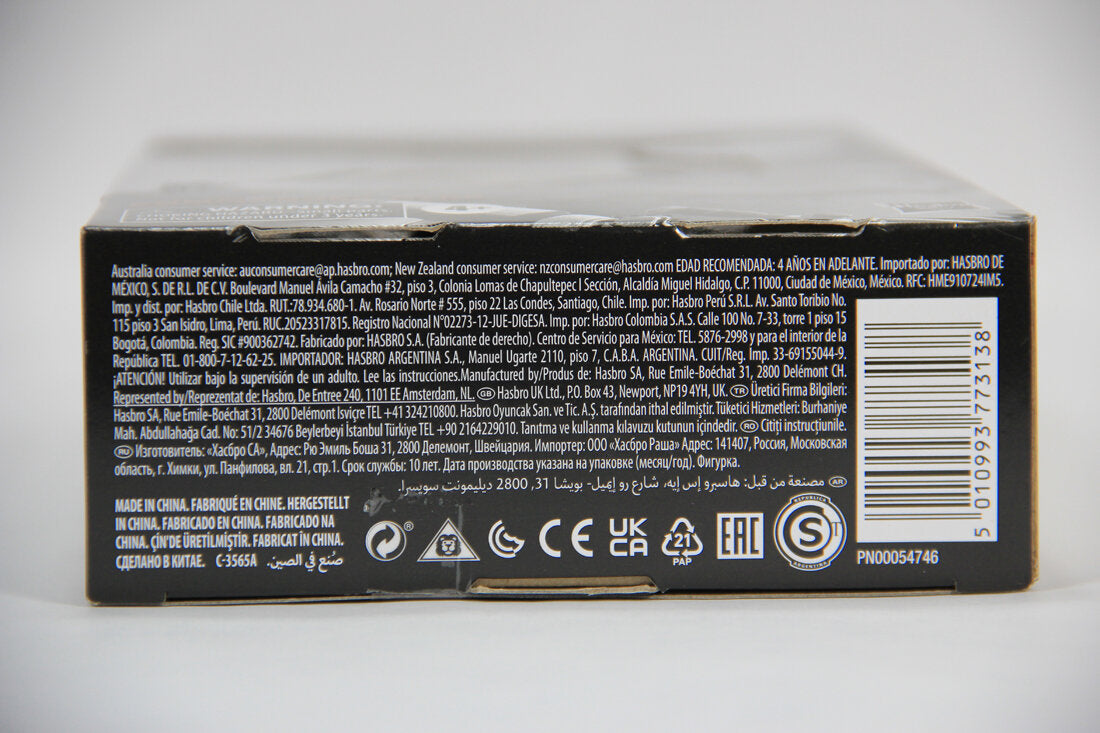 WARNING:
CHOKING HAZARD - Small parts
Not for children under 3 years.
4+
Australia consumer service: auconsumercare@ap.hasbro.com; New Zealand consumer service: nzconsumercare@hasbro.com EDAD RECOMENDADA: 4 AÑOS EN ADELANTE. Importado por: HASBRO DE
MÉXICO, S. DE R.L. DE C.V. Boulevard Manuel Ávila Camacho #32, piso 3, Colonia Lomas de Chapultepec I Sección, Alcaldía Miguel Hidalgo, C.P. 11000, Ciudad de México, México. RFC: HME910724IM5.
Imp. y dist. por: Hasbro Chile Ltda. RUT.:78.934.680-1. Av. Rosario Norte # 555, piso 22 Las Condes, Santiago, Chile. Imp. por: Hasbro Perú S.R.L. Av. Santo Toribio No.
115 piso 3 San Isidro, Lima, Perú. RUC.20523317815. Registro Nacional N°02273-12-JUE-DIGESA. Imp. por: Hasbro Colombia S.A.S. Calle 100 No. 7-33, torre 1 piso 15
Bogotá, Colombia. Reg. SIC #900362742. Fabricado por: HASBRO S.A. (Fabricante de derecho). Centro de Servicio para México: TEL. 5876-2998 y para el interior de la
República TEL. 01-800-7-12-62-25. IMPORTADOR: HASBRO ARGENTINA S.A., Manuel Ugarte 2110, piso 7, C.A.B.A. ARGENTINA. CUIT/Reg. Imp. 33-69155044-9.
¡ATENCIÓN! Utilizar bajo la supervisión de un adulto. Lee las instrucciones.Manufactured by/Produs de: Hasbro SA, Rue Emile-Boéchat 31, 2800 Delémont CH.
Represented by/Reprezentat de: Hasbro, De Entree 240, 1101 EE Amsterdam, NL. GB Hasbro UK Ltd., P.O. Box 43, Newport, NP19 4YH, UK. TR Üretici Firma Bilgileri:
Hasbro SA, Rue Emile-Boéchat 31, 2800 Delémont İsviçre TEL +41 324210800. Hasbro Oyuncak San. ve Tic. A.Ş. tarafından ithal edilmiştir. Tüketici Hizmetleri: Burhaniye
Mah. Abdullahağa Cad. No: 51/2 34676 Beylerbeyi İstanbul Türkiye TEL +90 2164229010. Tanıtma ve kullanma kılavuzu kutunun içindedir. RO Citiți instrucțiunile.
RU Изготовитель: «Хасбро СА», Адрес: Рю Эмиль Боша 31, 2800 Делемонт, Швейцария. Импортер: ООО «Хасбро Раша» Адрес: 141407, Россия, Московская
область, г. Химки, ул. Панфилова, вл. 21, стр.1. Срок службы: 10 лет. Дата производства указана на упаковке (месяц/год). Фигурка.
AR مصنعة من قبل: هاسبرو إس إيه، شارع رو إيميل- بويشا 31, 2800 ديليمونت سويسرا.
MADE IN CHINA. FABRIQUÉ EN CHINE. HERGESTELLT
IN CHINA. FABRICADO EN CHINA. FABRICADO NA
CHINA. ÇİN'DE ÜRETİLMİŞTİR. FABRICAT ÎN CHINA.
СДЕЛАНО В КИТАЕ. C-3565A صُنع في الصين.
®
CE
UK
CA
21
PAP
EAC
REPUBLICA
S
ARGENTINA
5 010993 773138
PN00054746